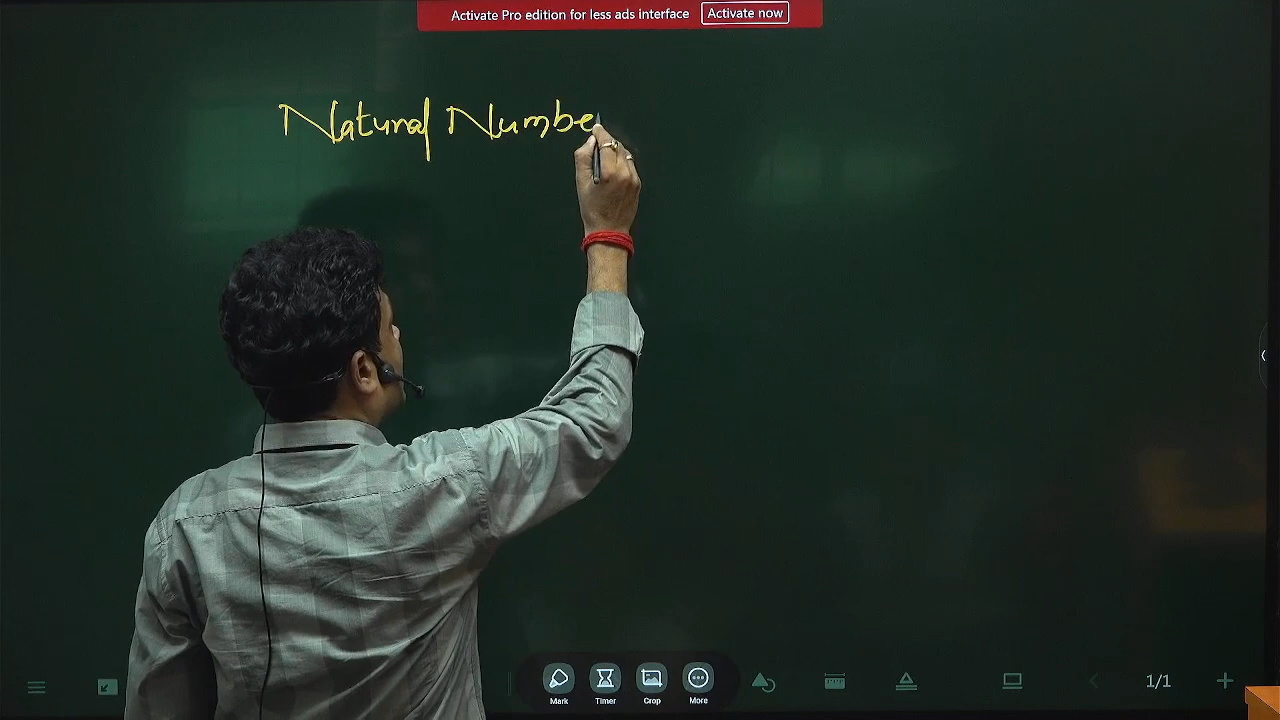 Activate Pro edition for less ads interface Activate now
Natural Numbe
Mark Timer Crop More
1/1